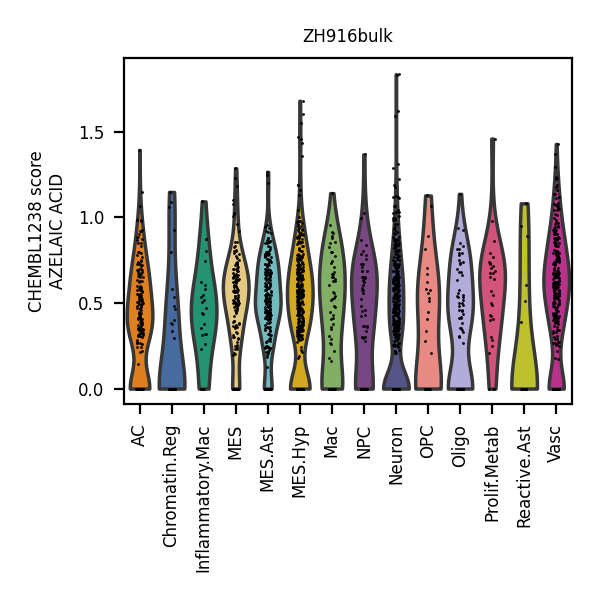 ZH916bulk
CHEMBL1238 score
AZELAIC ACID
1.5
1.0
0.5
0.0
AC
Chromatin.Reg
Inflammatory.Mac
MES
MES.Ast
MES.Hyp
Mac
NPC
Neuron
OPC
Oligo
Prolif.Metab
Reactive.Ast
Vasc